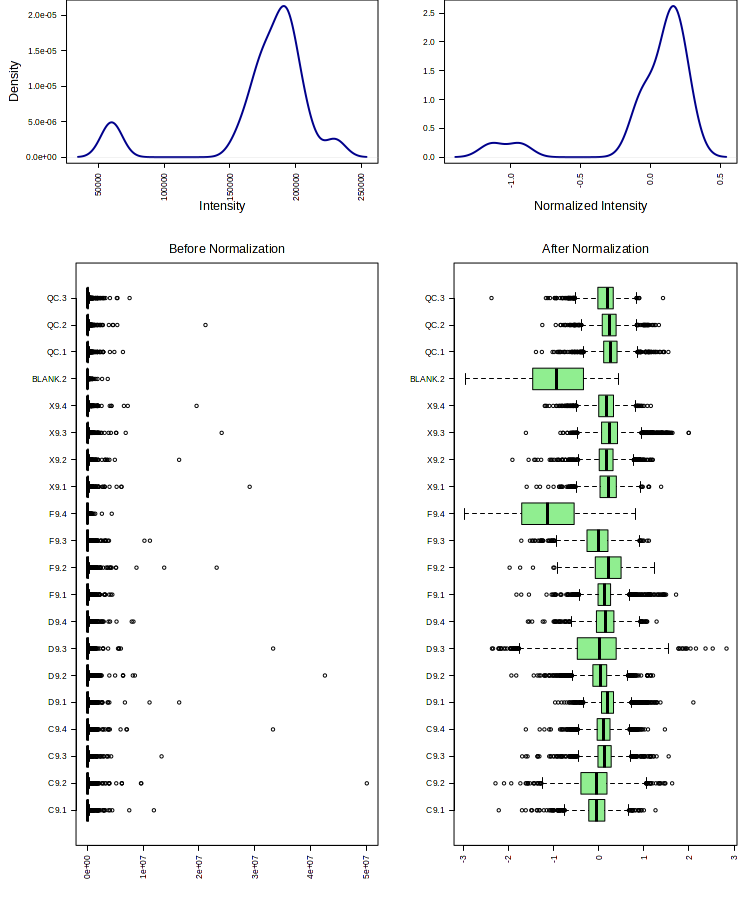 2.0e-05
1.5e-05
1.0e-05
5.0e-06
0.0e+00
Density
50000
100000
150000
200000
250000
Intensity
2.5
2.0
1.5
1.0
0.5
0.0
-1.0
-0.5
0.0
0.5
Normalized Intensity
Before Normalization
QC.3
QC.2
QC.1
BLANK.2
X9.4
X9.3
X9.2
X9.1
F9.4
F9.3
F9.2
F9.1
D9.4
D9.3
D9.2
D9.1
C9.4
C9.3
C9.2
C9.1
0e+00
1e+07
2e+07
3e+07
4e+07
5e+07
After Normalization
QC.3
QC.2
QC.1
BLANK.2
X9.4
X9.3
X9.2
X9.1
F9.4
F9.3
F9.2
F9.1
D9.4
D9.3
D9.2
D9.1
C9.4
C9.3
C9.2
C9.1
-3
-2
-1
0
1
2
3